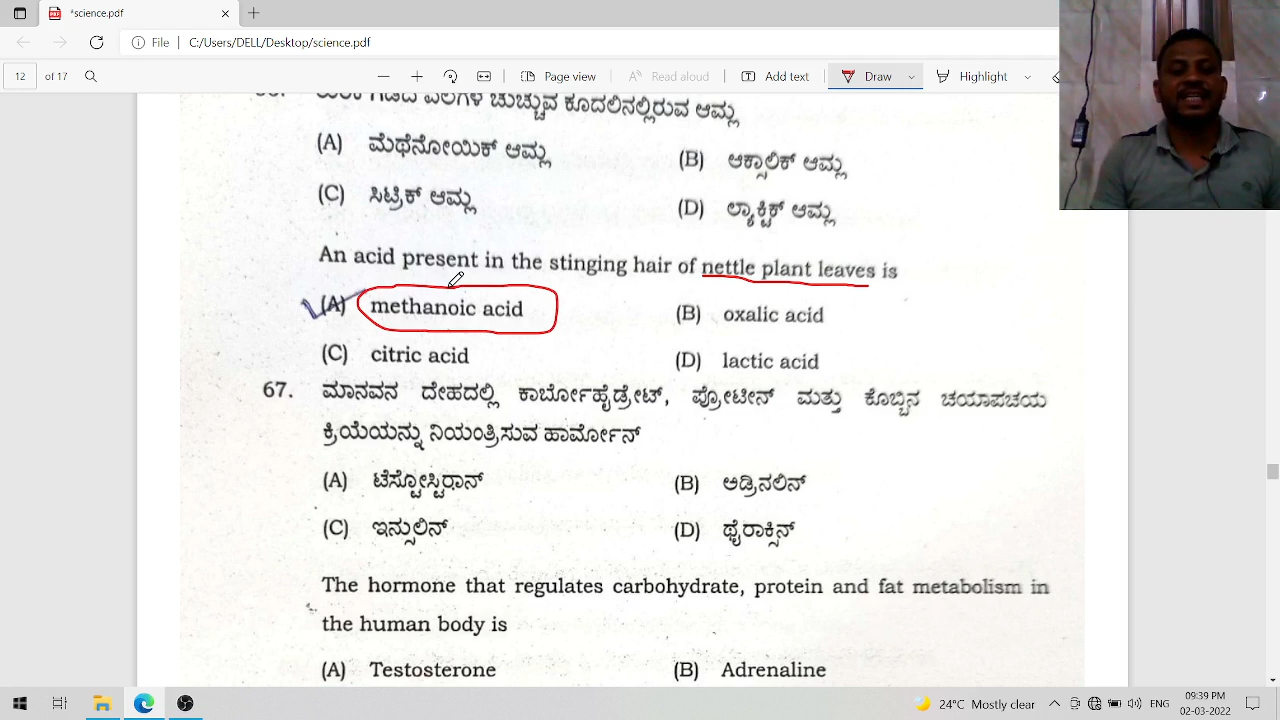 *science.pdf
File | C:/Users/DELL/Desktop/science.pdf
12 of 17 Page view Read aloud Add text Draw Highlight
ಚುಚ್ಚುವ ಕೂದಲಿನಲ್ಲಿರುವ ಆಮ್ಲ
(A) ಮೆಥೆನೋಯಿಕ್ ಆಮ್ಲ (B) ಆಕ್ಸಾಲಿಕ್ ಆಮ್ಲ
(C) ಸಿಟ್ರಿಕ್ ಆಮ್ಲ (D) ಲ್ಯಾಕ್ಟಿಕ್ ಆಮ್ಲ
An acid present in the stinging hair of nettle plant leaves is
(A) methanoic acid (B) oxalic acid
(C) citric acid (D) lactic acid
67. ಮಾನವನ ದೇಹದಲ್ಲಿ ಕಾರ್ಬೋಹೈಡ್ರೇಟ್, ಪ್ರೋಟೀನ್ ಮತ್ತು ಕೊಬ್ಬಿನ ಚಯಾಪಚಯ
ಕ್ರಿಯೆಯನ್ನು ನಿಯಂತ್ರಿಸುವ ಹಾರ್ಮೋನ್
(A) ಟೆಸ್ಟೋಸ್ಟಿರಾನ್ (B) ಅಡ್ರಿನಲಿನ್
(C) ಇನ್ಸುಲಿನ್ (D) ಥೈರಾಕ್ಸಿನ್
The hormone that regulates carbohydrate, protein and fat metabolism in
the human body is
(A) Testosterone (B) Adrenaline
24°C Mostly clear ENG 09:39 PM
02-03-2022